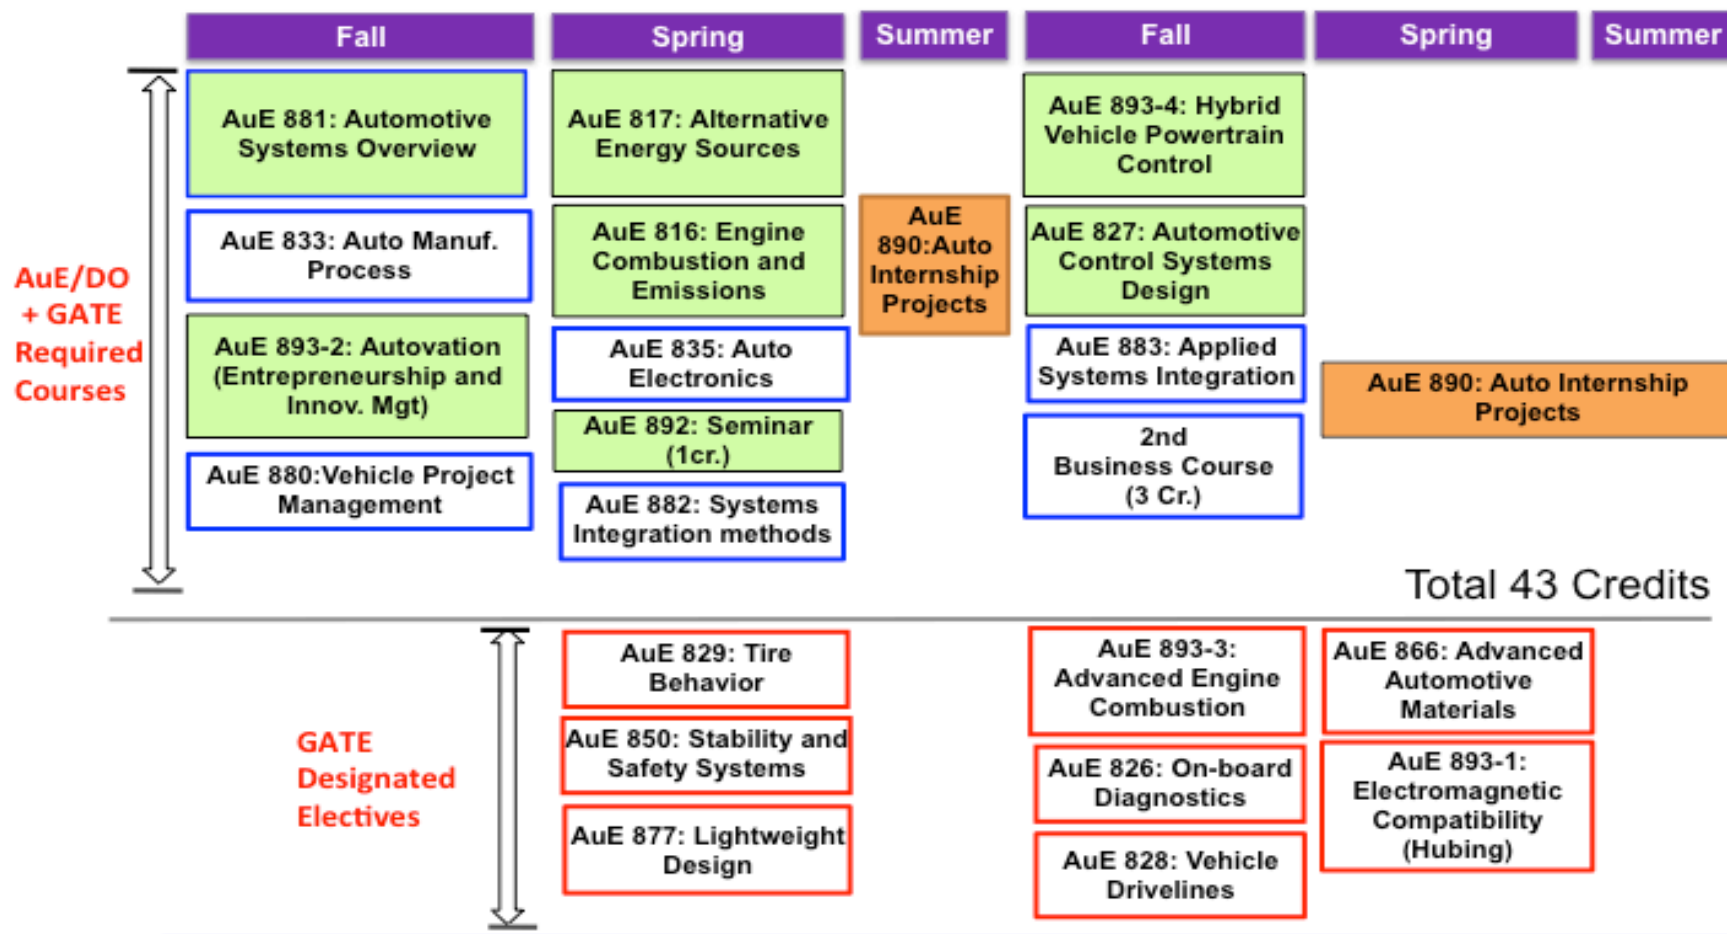 Fall
Spring
Summer
Fall
Spring
Summer
AuE/DO
+ GATE
Required
Courses
AuE 881: Automotive
Systems Overview
AuE 833: Auto Manuf.
Process
AuE 893-2: Autovation
(Entrepreneurship and
Innov. Mgt)
AuE 880:Vehicle Project
Management
AuE 817: Alternative
Energy Sources
AuE 816: Engine
Combustion and
Emissions
AuE 835: Auto
Electronics
AuE 892: Seminar
(1cr.)
AuE 882: Systems
Integration methods
AuE
890:Auto
Internship
Projects
AuE 893-4: Hybrid
Vehicle Powertrain
Control
AuE 827: Automotive
Control Systems
Design
AuE 883: Applied
Systems Integration
2nd
Business Course
(3 Cr.)
AuE 890: Auto Internship
Projects
Total 43 Credits
GATE
Designated
Electives
AuE 829: Tire
Behavior
AuE 850: Stability and
Safety Systems
AuE 877: Lightweight
Design
AuE 893-3:
Advanced Engine
Combustion
AuE 826: On-board
Diagnostics
AuE 828: Vehicle
Drivelines
AuE 866: Advanced
Automotive
Materials
AuE 893-1:
Electromagnetic
Compatibility
(Hubing)